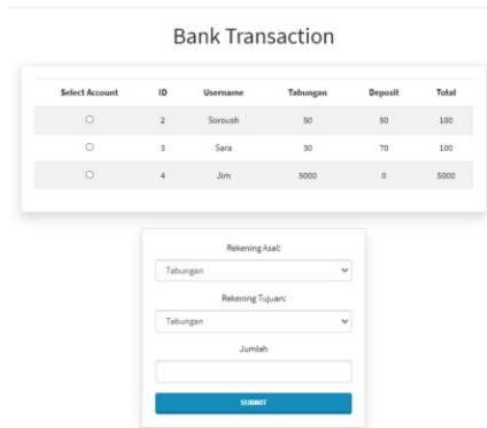 Bank Transaction
Select Account ID Username Tabungan Deposit Total
2 Soroush 50 50 100
3 Sara 30 70 100
4 Jim 5000 0 5000
Rekening Asal:
Tabungan
Rekening Tujuan:
Tabungan
Jumlah
SUBMIT